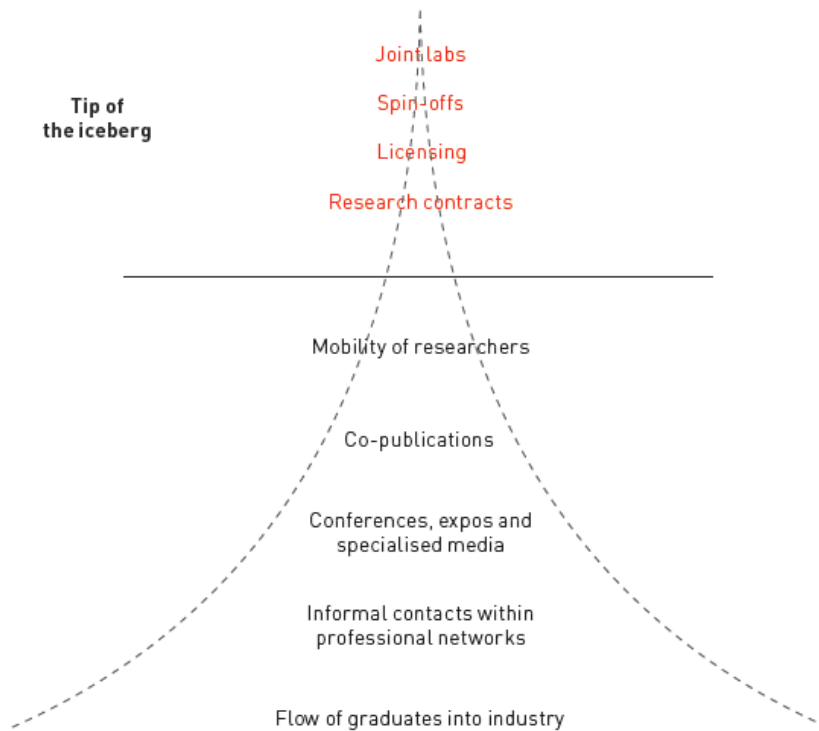 Joint labs
Tip of
the iceberg
Spin-offs
Licensing
Research contracts
Mobility of researchers
Co-publications
Conferences, expos and
specialised media
Informal contacts within
professional networks
Flow of graduates into industry